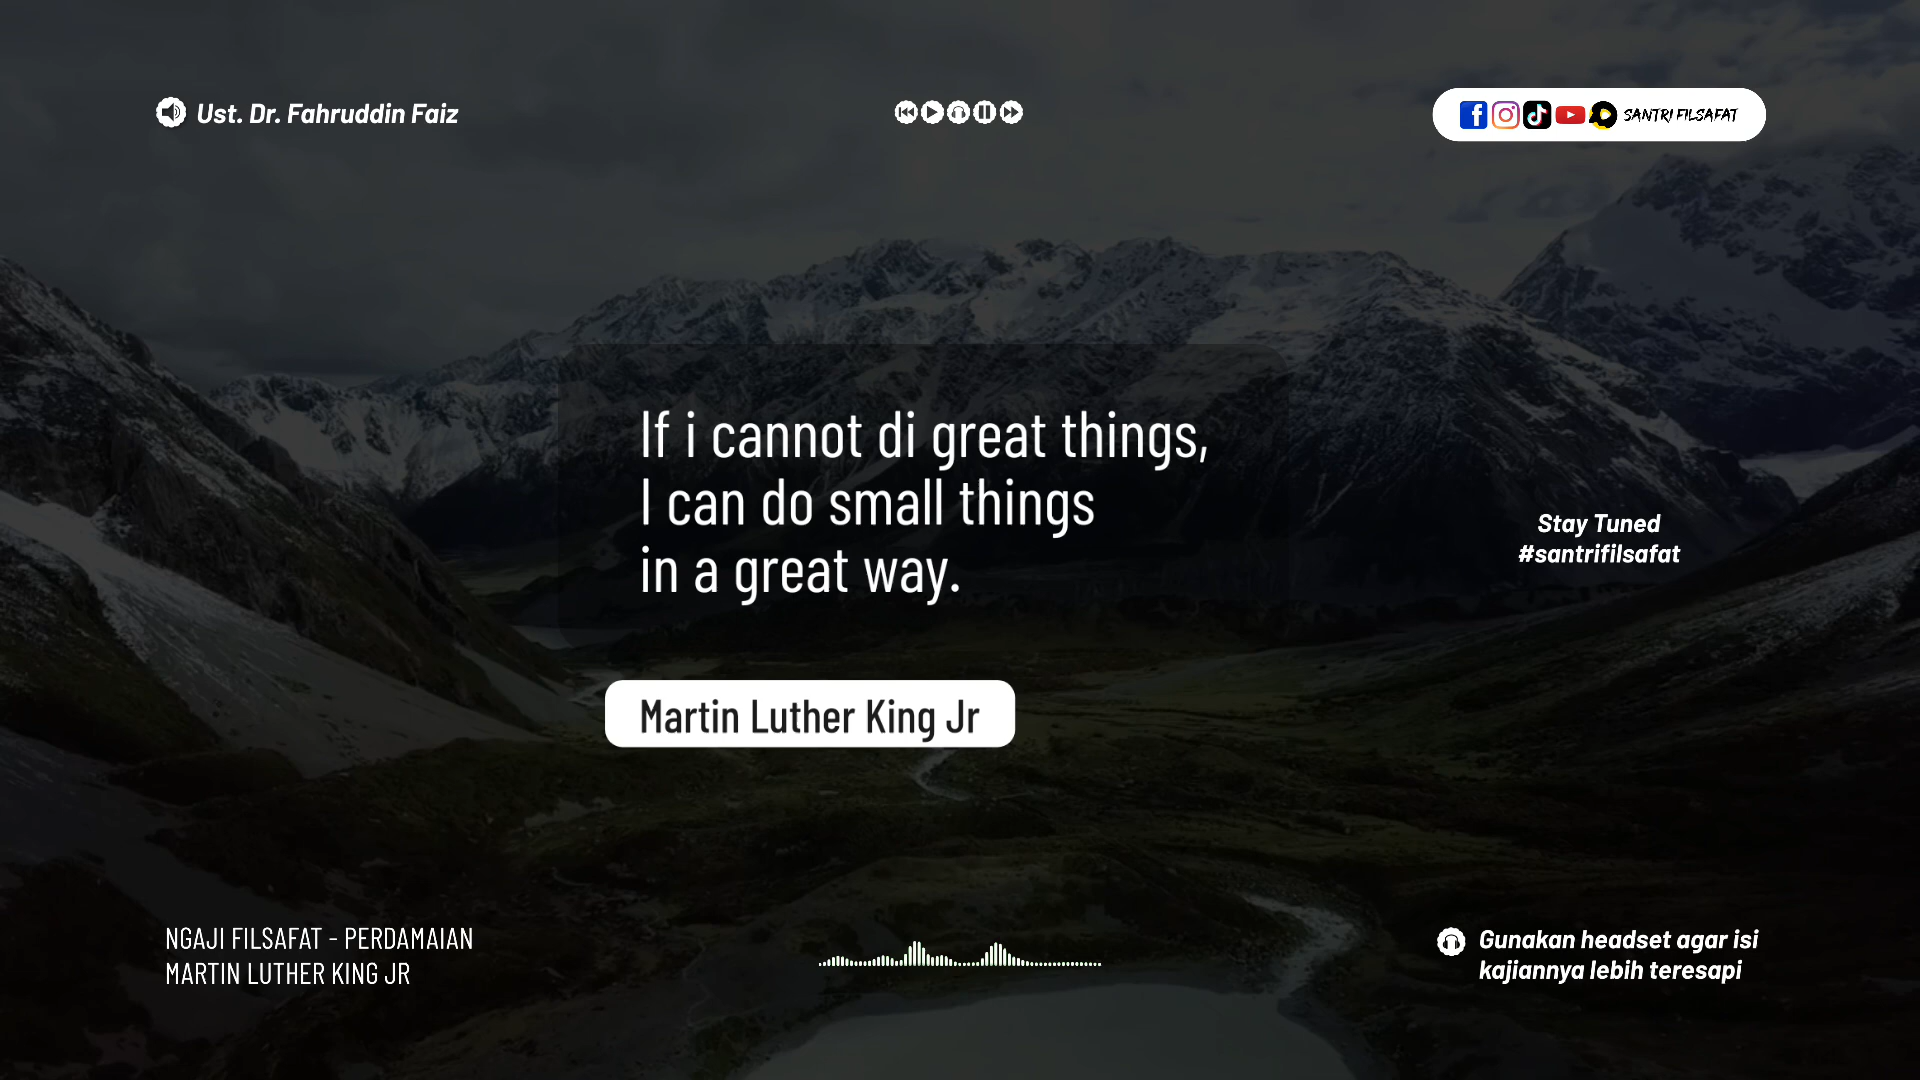 Ust. Dr. Fahruddin Faiz
SANTRI FILSAFAT
If i cannot di great things,
I can do small things
in a great way.
Martin Luther King Jr
Stay Tuned
#santrifilsafat
NGAJI FILSAFAT - PERDAMAIAN
MARTIN LUTHER KING JR
Gunakan headset agar isi
kajiannya lebih teresapi